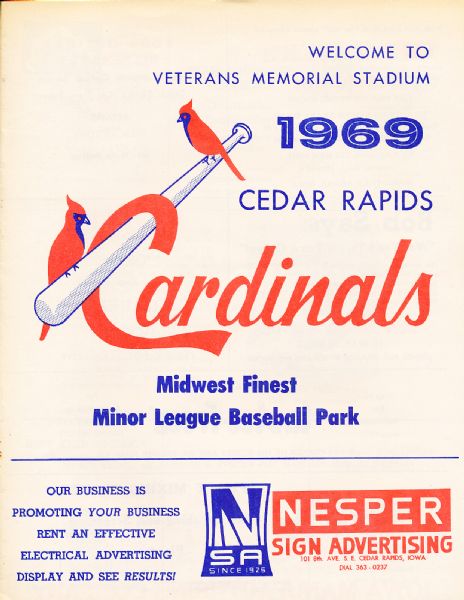 WELCOME TO
VETERANS MEMORIAL STADIUM
1969
CEDAR RAPIDS
Cardinals
Midwest Finest
Minor League Baseball Park
OUR BUSINESS IS
PROMOTING YOUR BUSINESS
RENT AN EFFECTIVE
ELECTRICAL ADVERTISING
DISPLAY AND SEE RESULTS!
N
SA
SINCE 1926
NESPER
SIGN ADVERTISING
101 8th AVE. S. E. CEDAR RAPIDS, IOWA
DIAL 363-0237